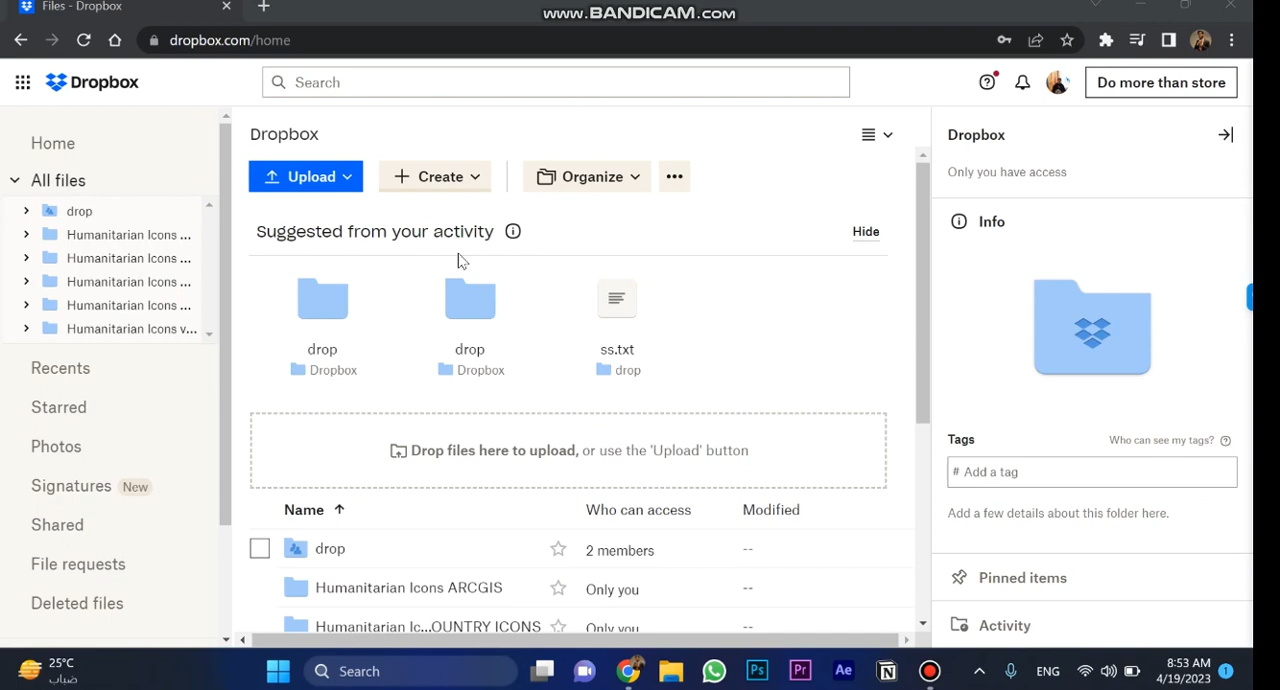 www.BANDICAM.com
Files - Dropbox
dropbox.com/home
Dropbox
Search
Do more than store
Home
All files
drop
Humanitarian Icons ...
Humanitarian Icons ...
Humanitarian Icons ...
Humanitarian Icons ...
Humanitarian Icons v...
Recents
Starred
Photos
Signatures New
Shared
File requests
Deleted files
Dropbox
Upload
Create
Organize
Suggested from your activity
Hide
drop
Dropbox
drop
Dropbox
ss.txt
drop
Drop files here to upload, or use the 'Upload' button
Name Who can access Modified
drop 2 members --
Humanitarian Icons ARCGIS Only you --
Humanitarian Ic...OUNTRY ICONS Only you --
Dropbox
Only you have access
Info
Tags Who can see my tags?
# Add a tag
Add a few details about this folder here.
Pinned items
Activity
25°C
ضباب
Search
Ps
Pr
Ae
ENG
8:53 AM
4/19/2023
1